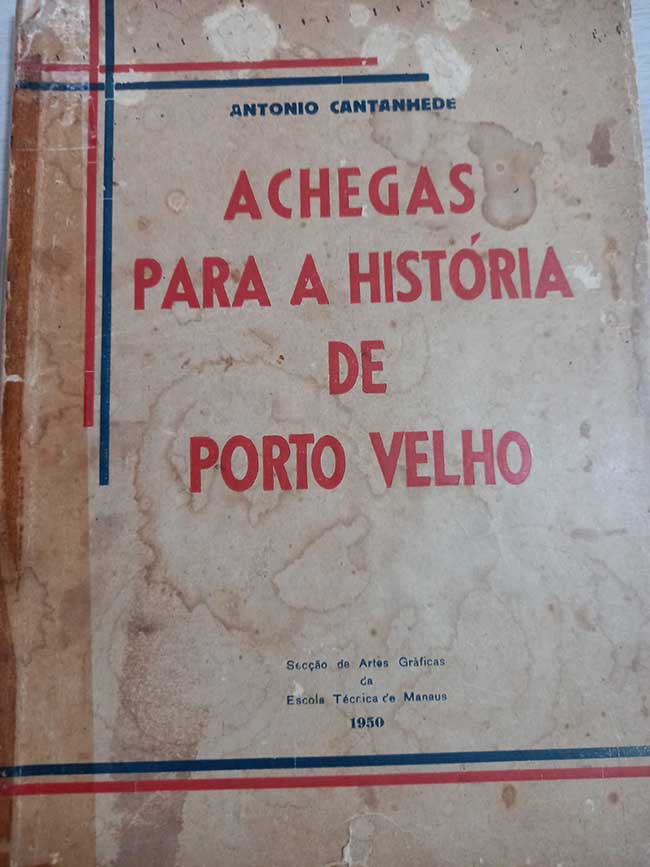 ANTONIO CANTANHEDE
ACHEGAS
PARA A HISTÓRIA
DE
PORTO VELHO
Secção de Artes Gráficas
da
Escola Técnica de Manaus
1950